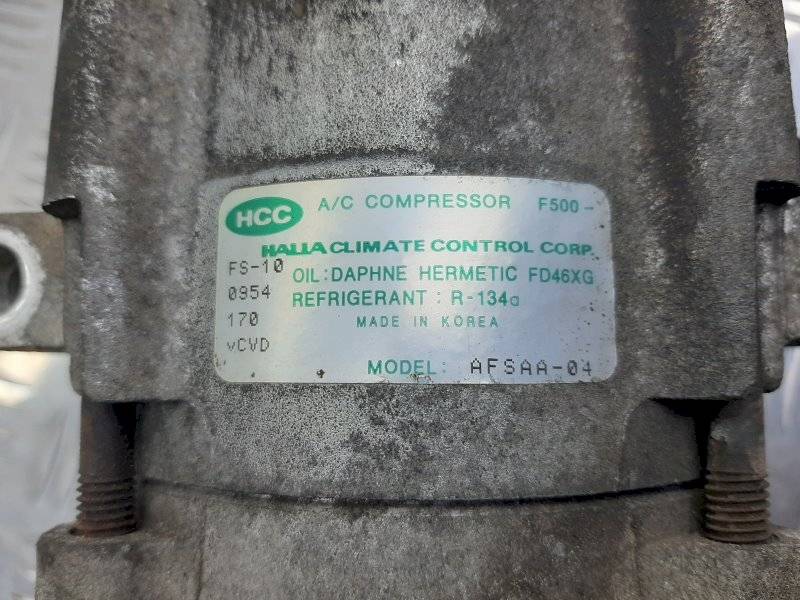 HCC A/C COMPRESSOR F500-
HALLA CLIMATE CONTROL CORP.
FS-10 OIL:DAPHNE HERMETIC FD46XG
0954 REFRIGERANT : R-134a
170 MADE IN KOREA
vCVD
MODEL: AFSAA-04